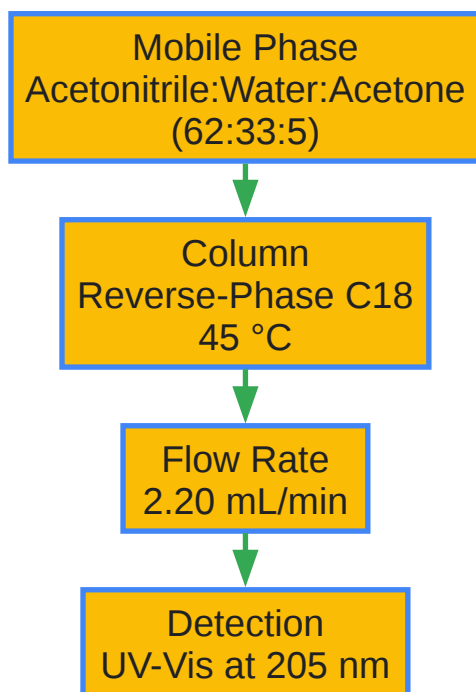 Mobile Phase
Acetonitrile:Water:Acetone
(62:33:5)
Column
Reverse-Phase C18
45 °C
Flow Rate
2.20 mL/min
Detection
UV-Vis at 205 nm